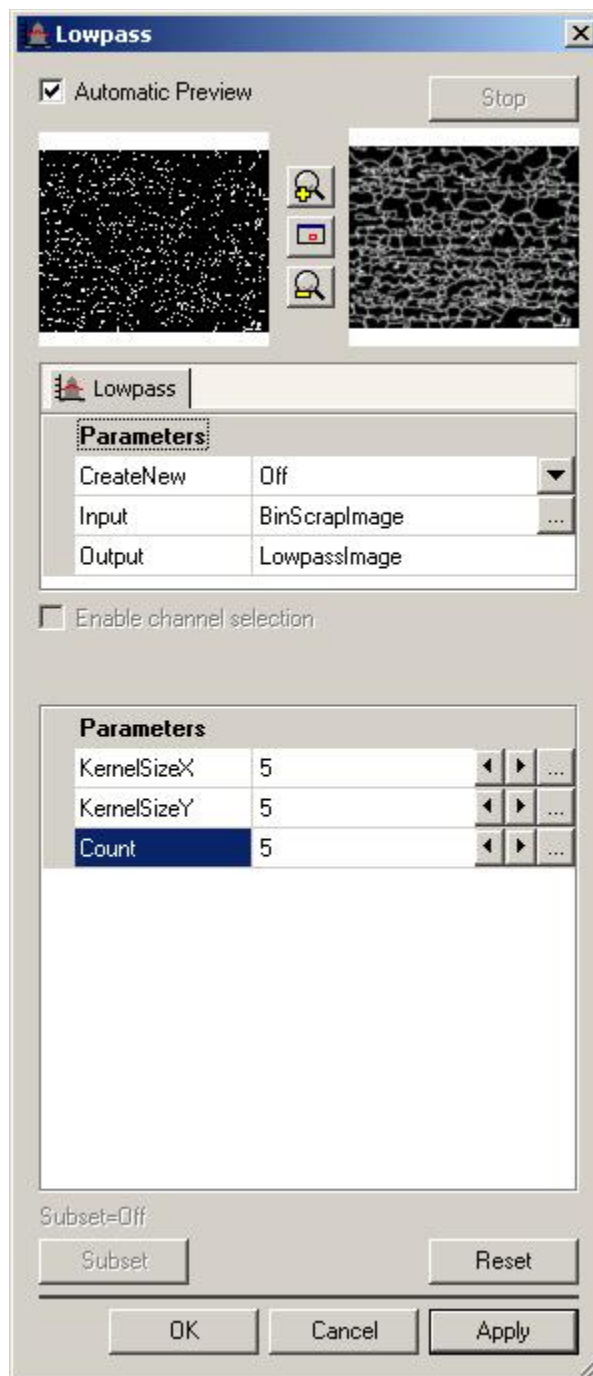 Lowpass
Automatic Preview
Stop
Lowpass
Parameters
CreateNew Off
Input BinScrapImage ...
Output LowpassImage
Enable channel selection
Parameters
KernelSizeX 5 ...
KernelSizeY 5 ...
Count 5 ...
Subset=Off
Subset Reset
OK Cancel Apply